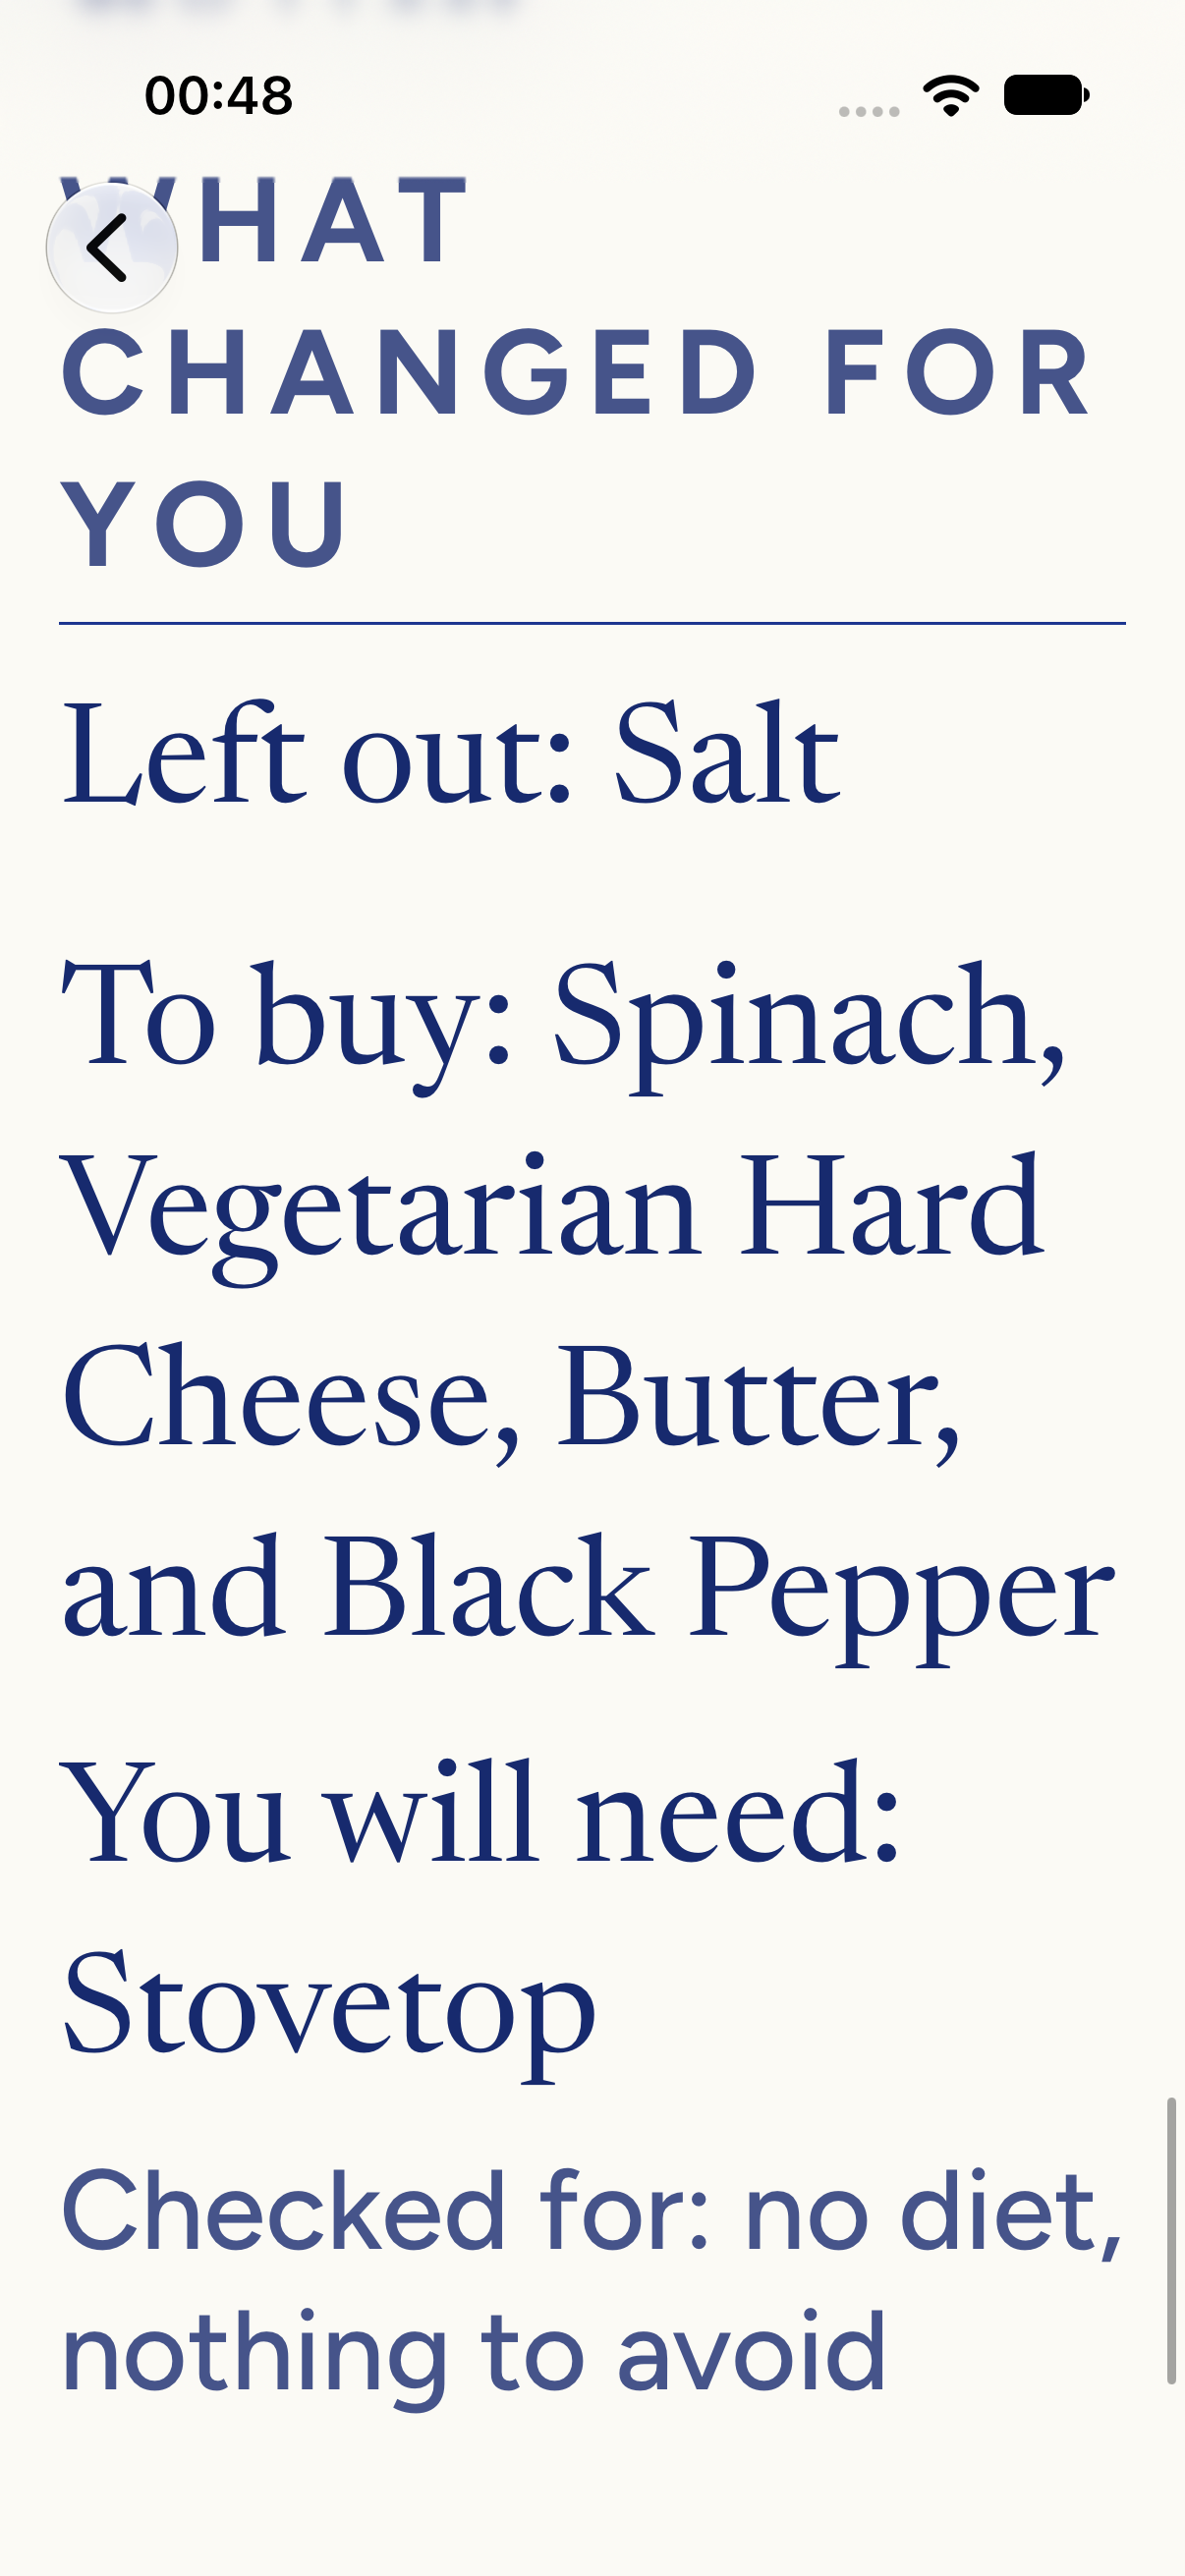 00:48
WHAT
CHANGED FOR
YOU
Left out: Salt
To buy: Spinach,
Vegetarian Hard
Cheese, Butter,
and Black Pepper
You will need:
Stovetop
Checked for: no diet,
nothing to avoid